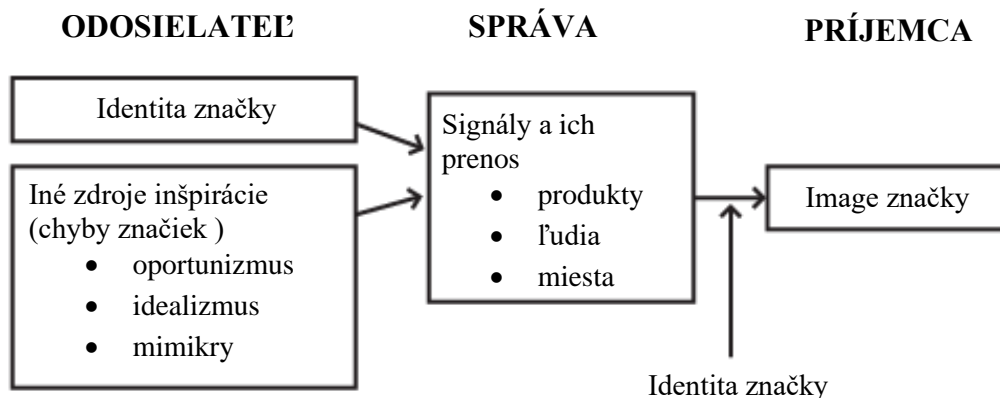 ODOSIELATEĽ
SPRÁVA
PRÍJEMCA
Identita značky
Iné zdroje inšpirácie
(chyby značiek )
• oportunizmus
• idealizmus
• mimikry
Signály a ich
prenos
• produkty
• ľudia
• miesta
Image značky
Identita značky